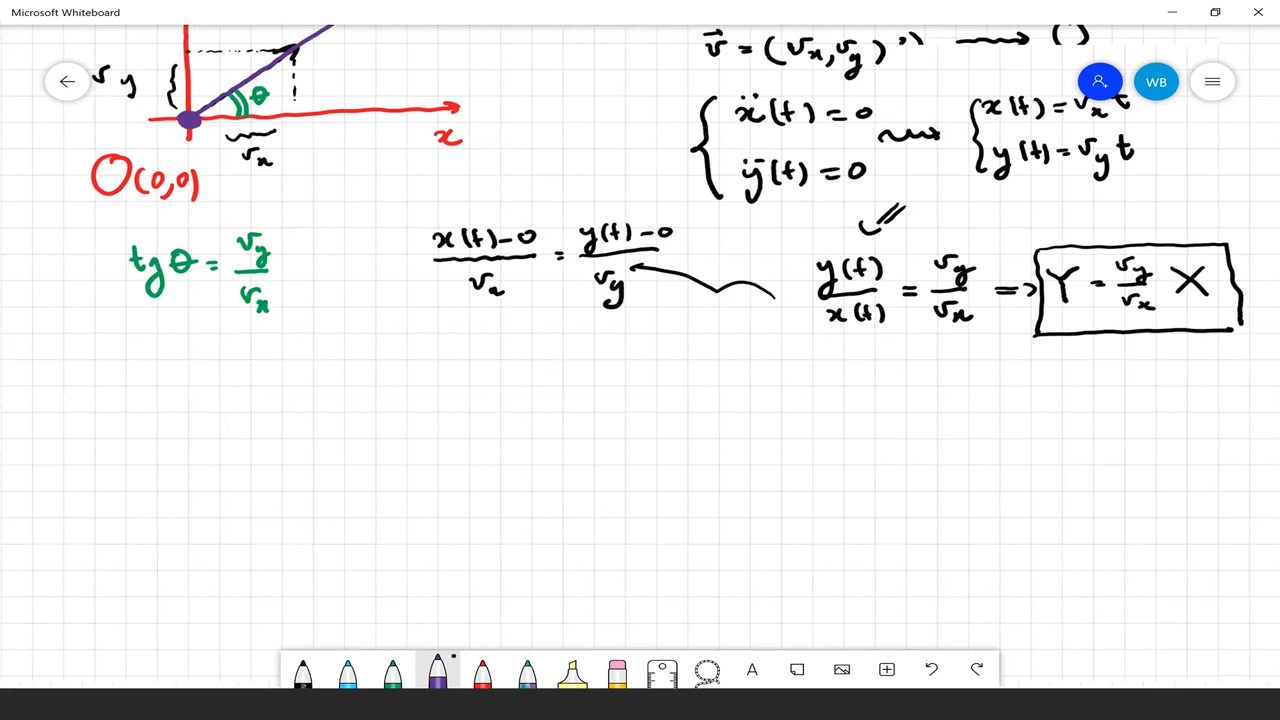 Microsoft Whiteboard
v⃗ = (vx, vy)
ẍ(t) = 0
ÿ(t) = 0
x(t) = vx t
y(t) = vy t
WB
vy
θ
vx
x
O(0,0)
tg θ = vy/vx
(x(t) - 0)/vx = (y(t) - 0)/vy
y(t)/x(t) = vy/vx ⇒ Y = vy/vx X
A